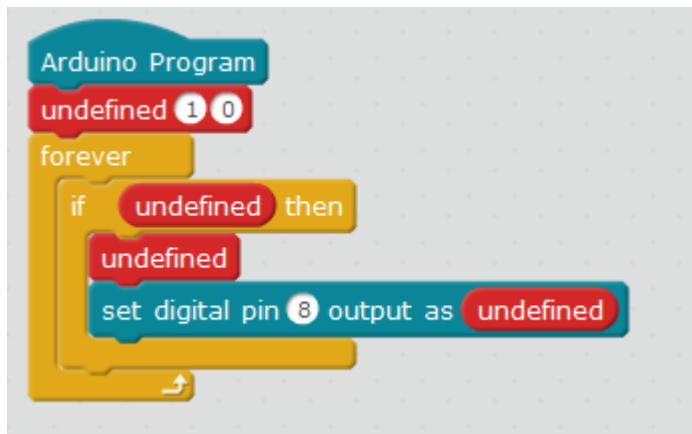 Arduino Program
undefined 1 0
forever
if undefined then
undefined
set digital pin 8 output as undefined